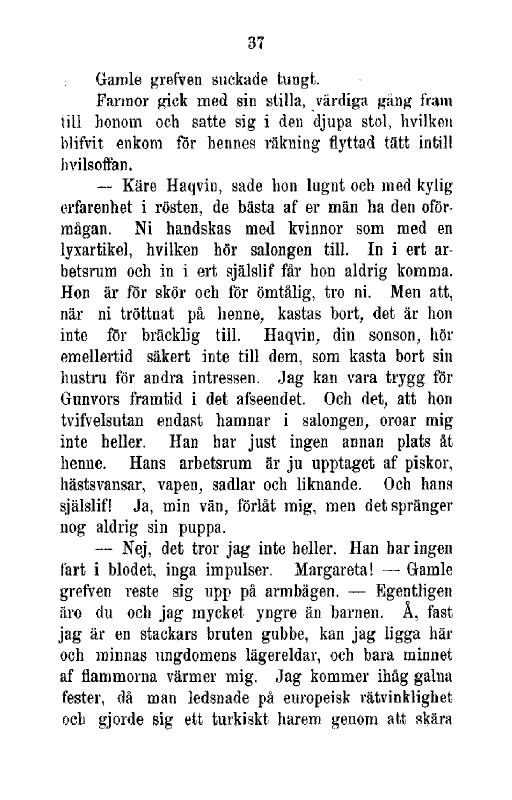 37
Gamle grefven suckade tungt.
Farmor gick med sin stilla, värdiga gång fram
till honom och satte sig i den djupa stol, hvilken
blifvit enkom för hennes räkning flyttad tätt intill
hvilsoffan.
— Käre Haqvin, sade hon lugnt och med kylig
erfarenhet i rösten, de bästa af er män ha den oför-
mågan. Ni handskas med kvinnor som med en
lyxartikel, hvilken hör salongen till. In i ert ar-
betsrum och in i ert själslif får hon aldrig komma.
Hon är för skör och för ömtålig, tro ni. Men att,
när ni tröttnat på henne, kastas bort, det är hon
inte för bräcklig till. Haqvin, din sonson, hör
emellertid säkert inte till dem, som kasta bort sin
hustru för andra intressen. Jag kan vara trygg för
Gunvors framtid i det afseendet. Och det, att hon
tvifvelsutan endast hamnar i salongen, oroar mig
inte heller. Han har just ingen annan plats åt
henne. Hans arbetsrum är ju upptaget af piskor,
hästsvansar, vapen, sadlar och liknande. Och hans
själslif! Ja, min vän, förlåt mig, men det spränger
nog aldrig sin puppa.
— Nej, det tror jag inte heller. Han har ingen
fart i blodet, inga impulser. Margareta! — Gamle
grefven reste sig upp på armbågen. — Egentligen
äro du och jag mycket yngre än barnen. Å, fast
jag är en stackars bruten gubbe, kan jag ligga här
och minnas ungdomens lägereldar, och bara minnet
af flammorna värmer mig. Jag kommer ihåg galna
fester, då man ledsnade på europeisk rätvinklighet
och gjorde sig ett turkiskt harem genom att skära